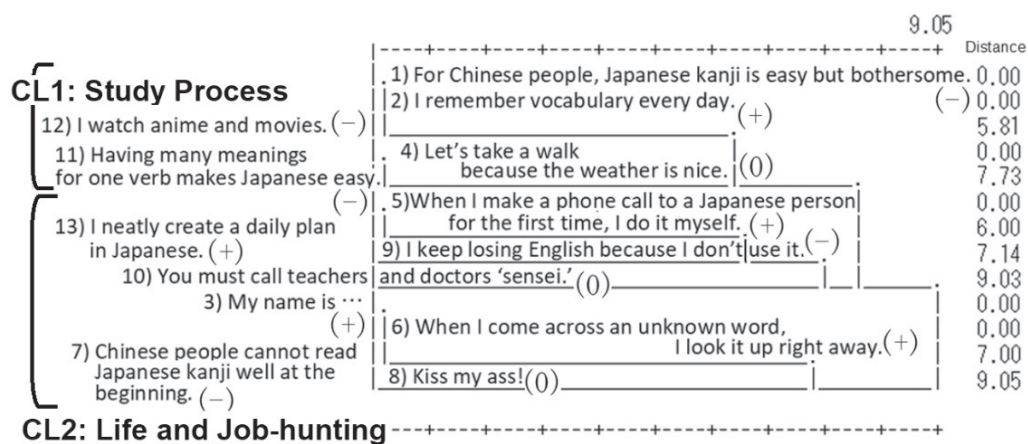 9.05
|----+----+----+----+----+----+----+----+----+----+ Distance
CL1: Study Process
1) For Chinese people, Japanese kanji is easy but bothersome. 0.00
2) I remember vocabulary every day. (+) (−) 0.00
12) I watch anime and movies. (−) 5.81
11) Having many meanings
for one verb makes Japanese easy.
(−)
4) Let's take a walk 0.00
because the weather is nice. (0) 7.73
5)When I make a phone call to a Japanese person 0.00
for the first time, I do it myself. (+) 6.00
13) I neatly create a daily plan
in Japanese. (+)
9) I keep losing English because I don't use it. (−) 7.14
10) You must call teachers and doctors 'sensei.' (0) 9.03
3) My name is ⋯ 0.00
(+)
6) When I come across an unknown word, 0.00
I look it up right away. (+) 7.00
7) Chinese people cannot read
Japanese kanji well at the
beginning. (−)
8) Kiss my ass! (0) 9.05
CL2: Life and Job-hunting ----+----+----+----+----+----+----+----+----+----+